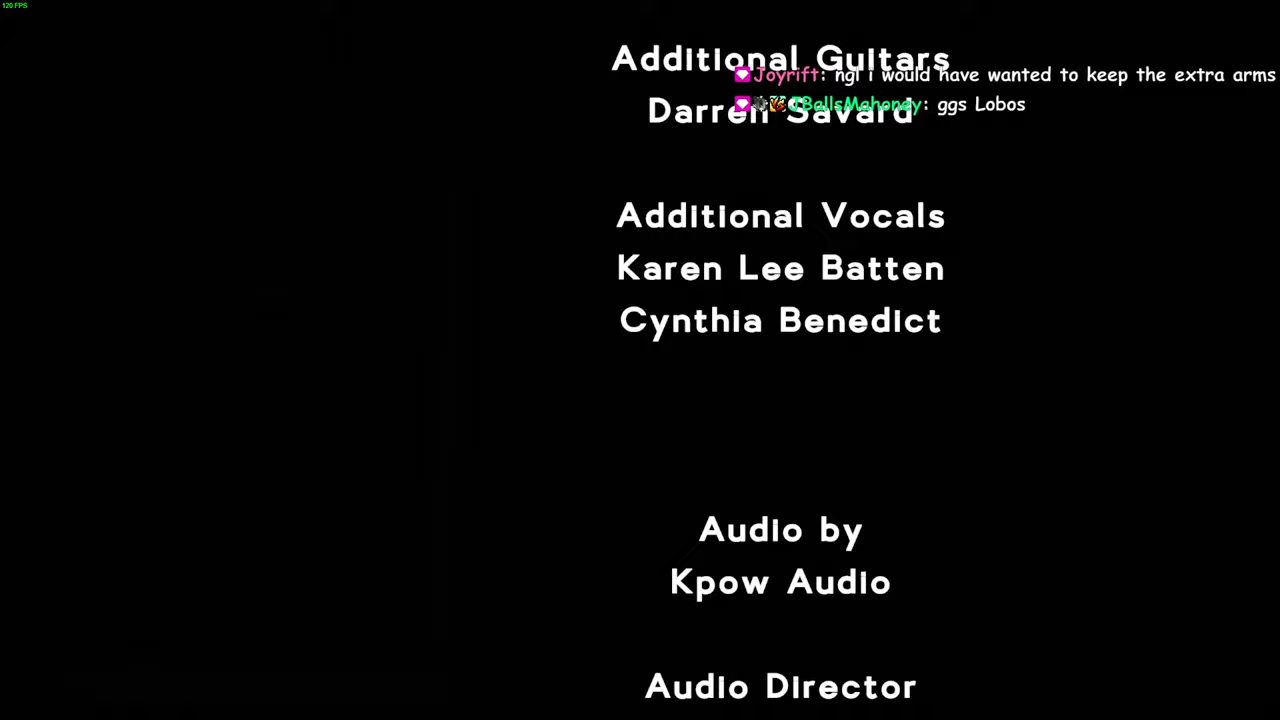 120 FPS
Additional Guitars
Joyrift: ngl i would have wanted to keep the extra arms
JBallsMahoney: ggs Lobos
Darren Savard
Additional Vocals
Karen Lee Batten
Cynthia Benedict
Audio by
Kpow Audio
Audio Director